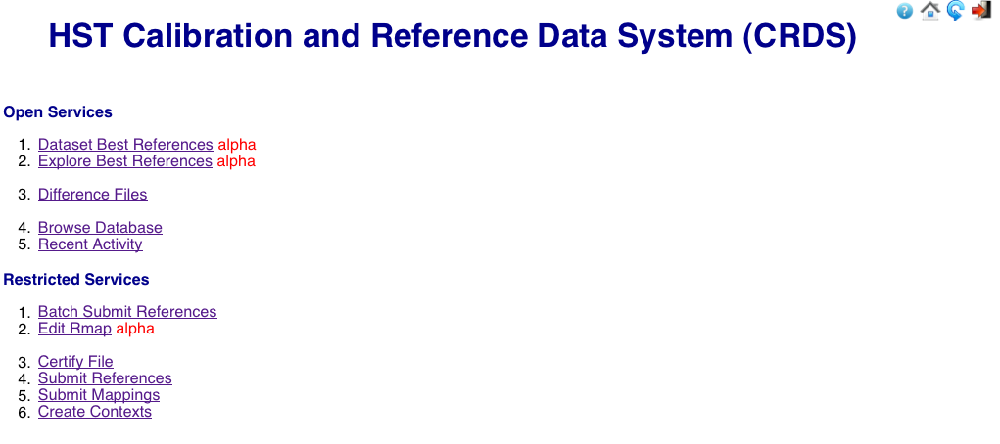 HST Calibration and Reference Data System (CRDS)
Open Services
1. Dataset Best References alpha
2. Explore Best References alpha
3. Difference Files
4. Browse Database
5. Recent Activity
Restricted Services
1. Batch Submit References
2. Edit Rmap alpha
3. Certify File
4. Submit References
5. Submit Mappings
6. Create Contexts